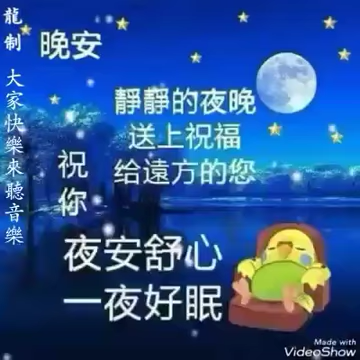 龍制 大家快樂來聽音樂
晚安
靜靜的夜晚
送上祝福
给遠方的您
祝你
夜安舒心
一夜好眠
Made with
VideoShow